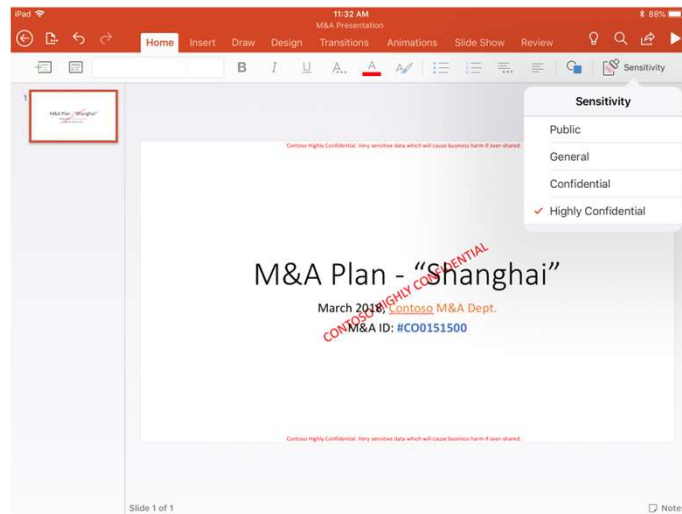 iPad 11:32 AM 88%
M&A Presentation
Home Insert Draw Design Transitions Animations Slide Show Review
B I U A.. A A Sensitivity
Sensitivity
Public
General
Confidential
Highly Confidential
1
M&A Plan - "Shanghai"
Contoso Highly Confidential. Very sensitive data which will cause business harm if over-shared.
M&A Plan - “Shanghai”
CONTOSO HIGHLY CONFIDENTIAL
March 2018, Contoso M&A Dept.
M&A ID: #CO0151500
Contoso Highly Confidential. Very sensitive data which will cause business harm if over-shared.
Slide 1 of 1
Note